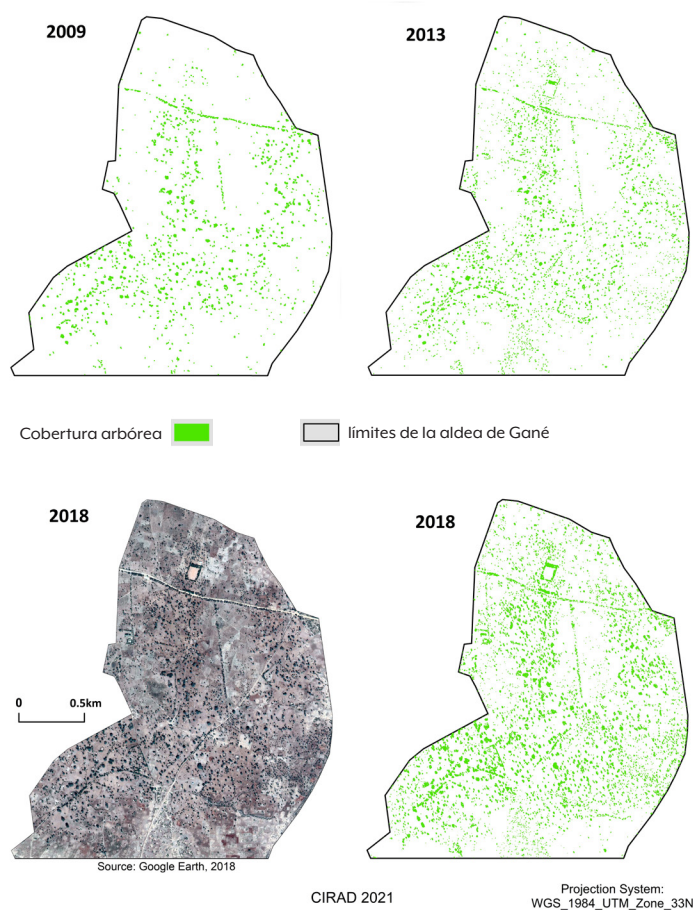 2009
2013
Cobertura arbórea
límites de la aldea de Gané
2018
2018
0 0.5km
Source: Google Earth, 2018
CIRAD 2021
Projection System:
WGS_1984_UTM_Zone_33N